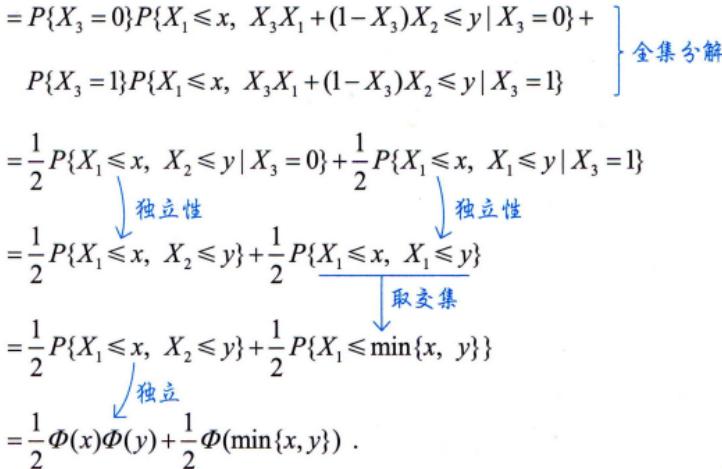 = P{X₃ = 0}P{X₁ ≤ x, X₃X₁ + (1 − X₃)X₂ ≤ y | X₃ = 0} +
全集分解
P{X₃ = 1}P{X₁ ≤ x, X₃X₁ + (1 − X₃)X₂ ≤ y | X₃ = 1}
= 1/2 P{X₁ ≤ x, X₂ ≤ y | X₃ = 0} + 1/2 P{X₁ ≤ x, X₁ ≤ y | X₃ = 1}
独立性 独立性
= 1/2 P{X₁ ≤ x, X₂ ≤ y} + 1/2 P{X₁ ≤ x, X₁ ≤ y}
取交集
= 1/2 P{X₁ ≤ x, X₂ ≤ y} + 1/2 P{X₁ ≤ min{x, y}}
独立
= 1/2 Φ(x)Φ(y) + 1/2 Φ(min{x, y}) .